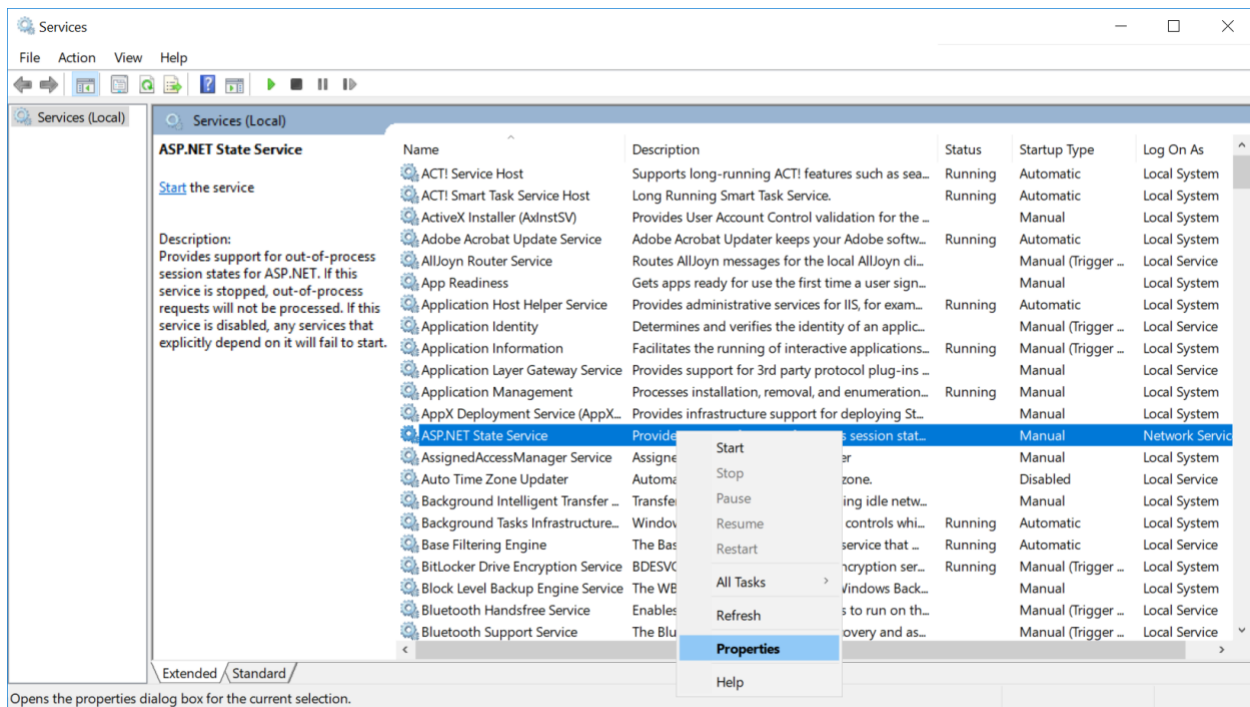 Services
File Action View Help
Services (Local)
Services (Local)
ASP.NET State Service
Start the service
Description:
Provides support for out-of-process
session states for ASP.NET. If this
service is stopped, out-of-process
requests will not be processed. If this
service is disabled, any services that
explicitly depend on it will fail to start.
Name Description Status Startup Type Log On As
ACT! Service Host Supports long-running ACT! features such as sea... Running Automatic Local System
ACT! Smart Task Service Host Long Running Smart Task Service. Running Automatic Local System
ActiveX Installer (AxInstSV) Provides User Account Control validation for the ... Manual Local System
Adobe Acrobat Update Service Adobe Acrobat Updater keeps your Adobe softw... Running Automatic Local System
AllJoyn Router Service Routes AllJoyn messages for the local AllJoyn cli... Manual (Trigger ... Local Service
App Readiness Gets apps ready for use the first time a user sign... Manual Local System
Application Host Helper Service Provides administrative services for IIS, for exam... Running Automatic Local System
Application Identity Determines and verifies the identity of an applic... Manual (Trigger ... Local Service
Application Information Facilitates the running of interactive applications... Running Manual (Trigger ... Local System
Application Layer Gateway Service Provides support for 3rd party protocol plug-ins ... Manual Local Service
Application Management Processes installation, removal, and enumeration... Running Manual Local System
AppX Deployment Service (AppX... Provides infrastructure support for deploying St... Manual Local System
ASP.NET State Service Provide s session stat... Manual Network Servic
AssignedAccessManager Service Assigne er Manual Local System
Auto Time Zone Updater Automa zone. Disabled Local Service
Background Intelligent Transfer ... Transfe ing idle netw... Manual Local System
Background Tasks Infrastructure... Window controls whi... Running Automatic Local System
Base Filtering Engine The Bas service that ... Running Automatic Local Service
BitLocker Drive Encryption Service BDESVC ncryption ser... Running Manual (Trigger ... Local System
Block Level Backup Engine Service The WB Windows Back... Manual Local System
Bluetooth Handsfree Service Enables s to run on th... Manual (Trigger ... Local Service
Bluetooth Support Service The Blu overy and as... Manual (Trigger ... Local Service
Start
Stop
Pause
Resume
Restart
All Tasks
Refresh
Properties
Help
Extended Standard
Opens the properties dialog box for the current selection.